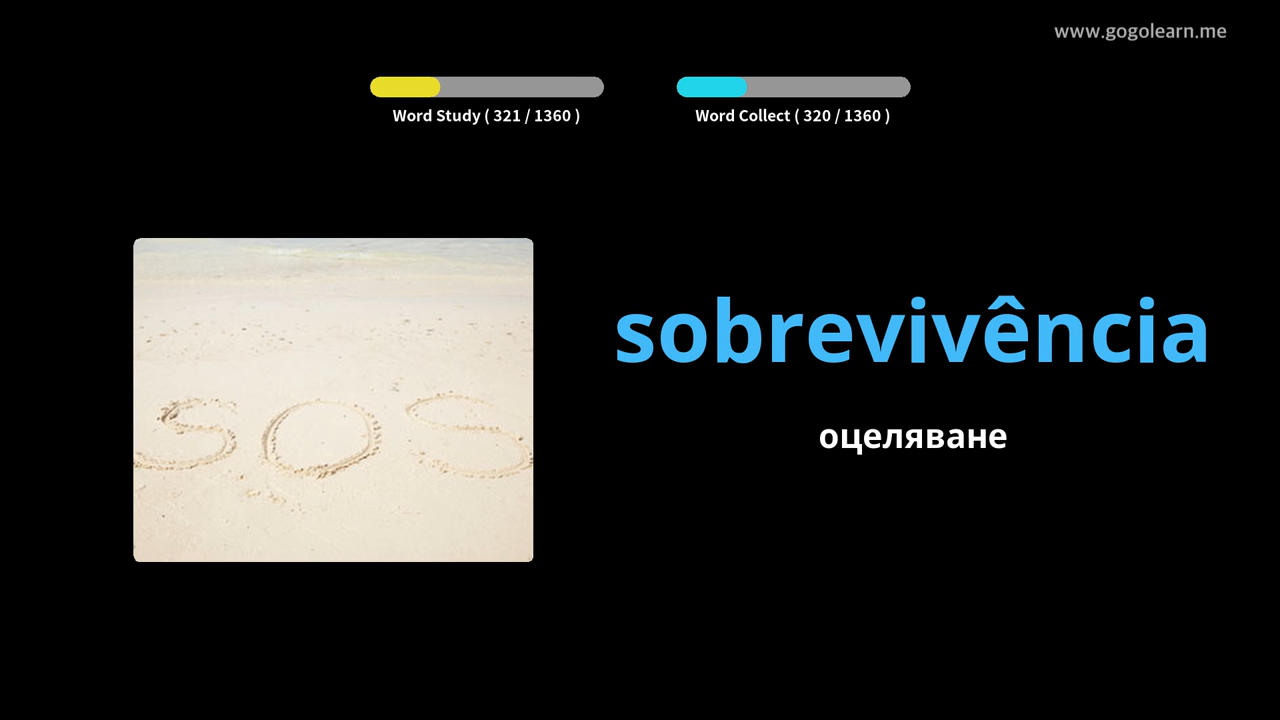 www.gogolearn.me
Word Study ( 321 / 1360 )
Word Collect ( 320 / 1360 )
SOS
sobrevivência
оцеляване